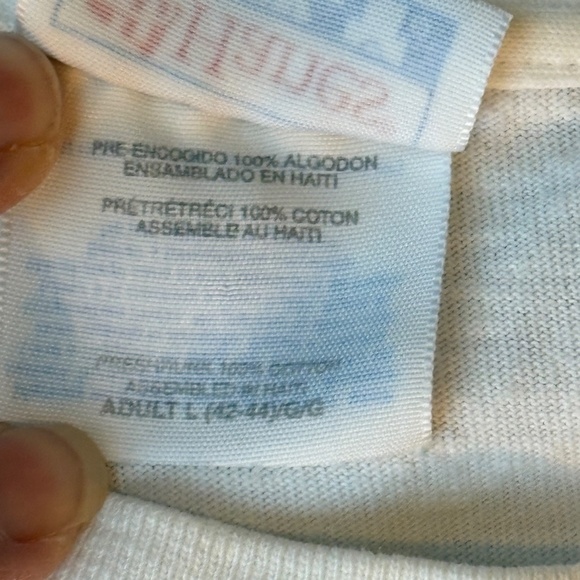 PRE ENCOGIDO 100% ALGODON
ENSAMBLADO EN HAITI
PRÉTRÉTRÉCI 100% COTON
ASSEMBLE AU HAITI
PRESHRUNK 100% COTTON
ASSEMBLED IN HAITI
ADULT L (42-44)/G/G